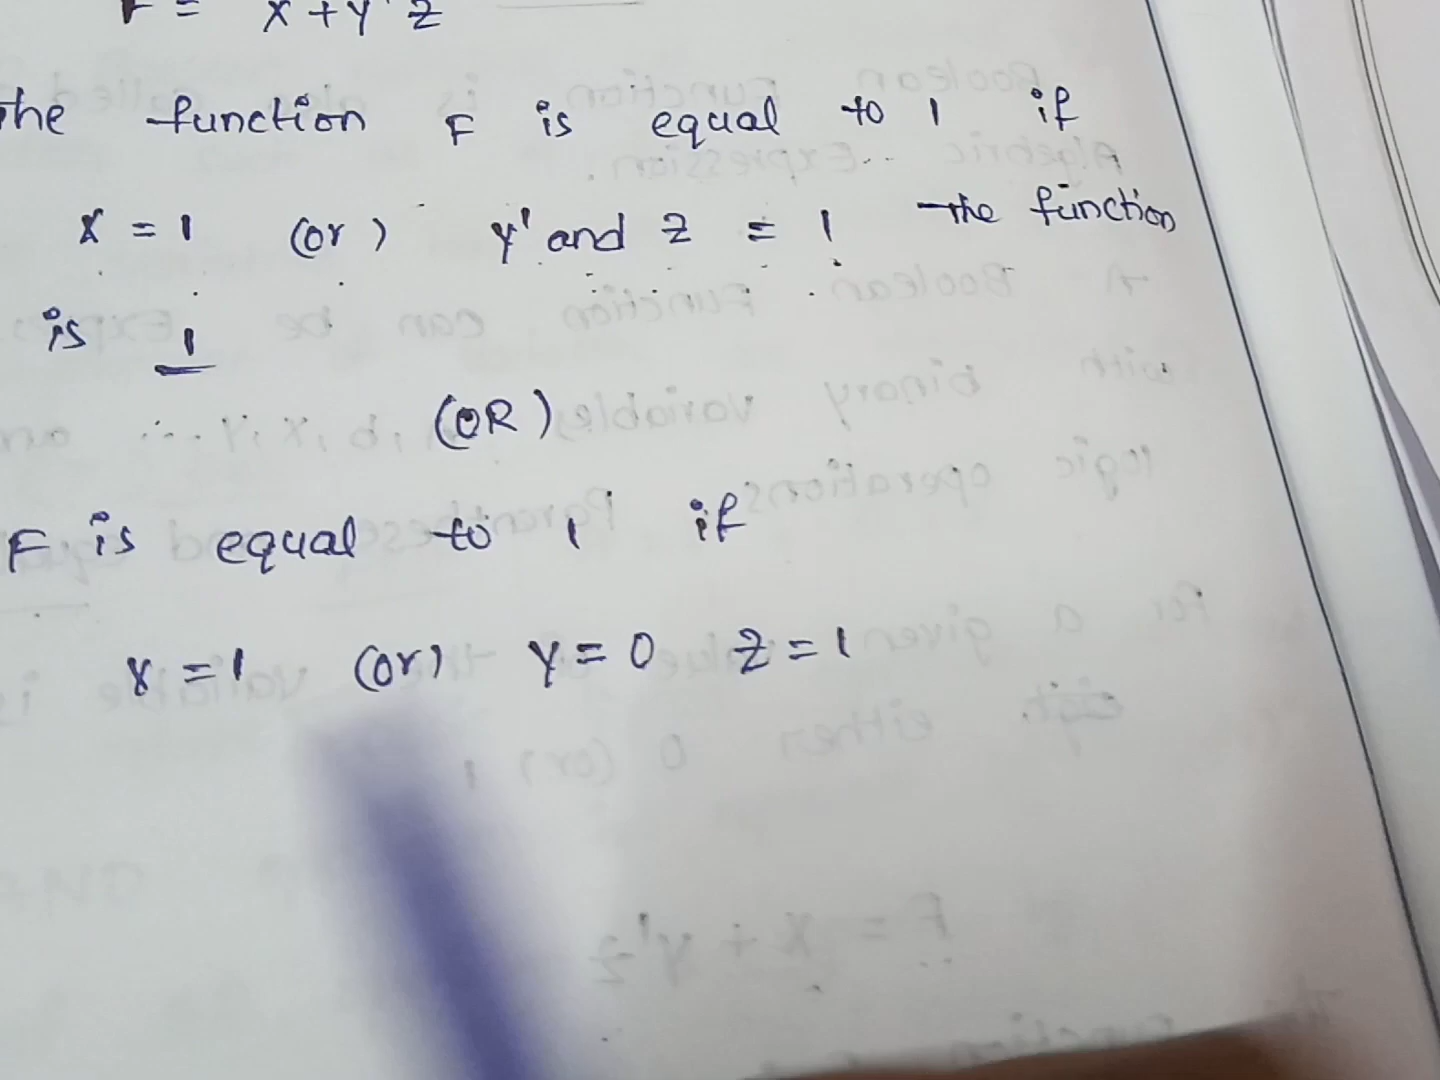 F = x + y' z
The function F is equal to 1 if
x = 1 (or) y' and z = 1 the function
is 1
(OR)
F is equal to 1 if
x = 1 (or) y = 0 z = 1